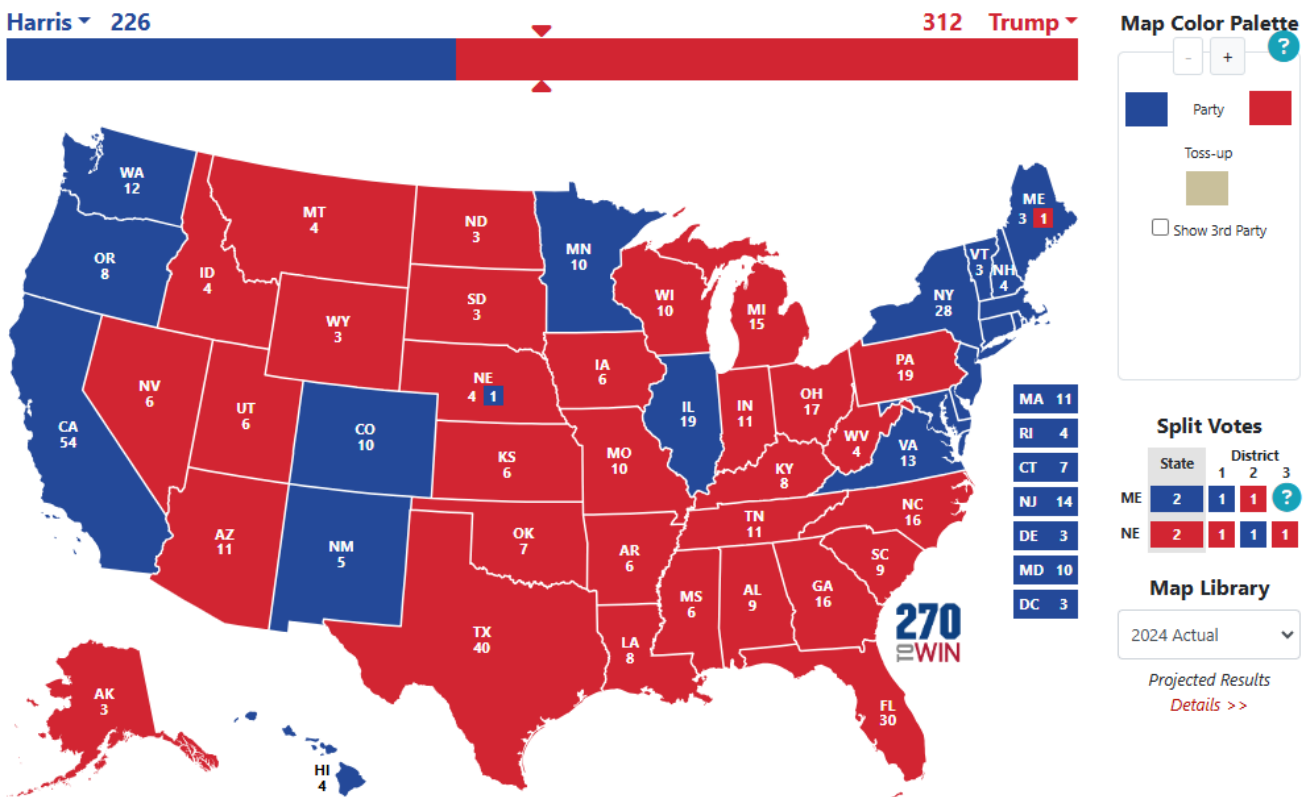 Harris 226
312 Trump
Map Color Palette
?
- +
Party
Toss-up
Show 3rd Party
WA
12
OR
8
CA
54
NV
6
ID
4
MT
4
WY
3
UT
6
AZ
11
CO
10
NM
5
ND
3
SD
3
NE
4 1
KS
6
OK
7
TX
40
MN
10
IA
6
MO
10
AR
6
LA
8
WI
10
IL
19
MI
15
IN
11
OH
17
KY
8
TN
11
MS
6
AL
9
GA
16
FL
30
SC
9
NC
16
VA
13
WV
4
PA
19
NY
28
VT
3
NH
4
ME
3 1
AK
3
HI
4
MA 11
RI 4
CT 7
NJ 14
DE 3
MD 10
DC 3
270
TO WIN
Split Votes
State District
1 2 3
ME 2 1 1 ?
NE 2 1 1 1
Map Library
2024 Actual
Projected Results
Details >>